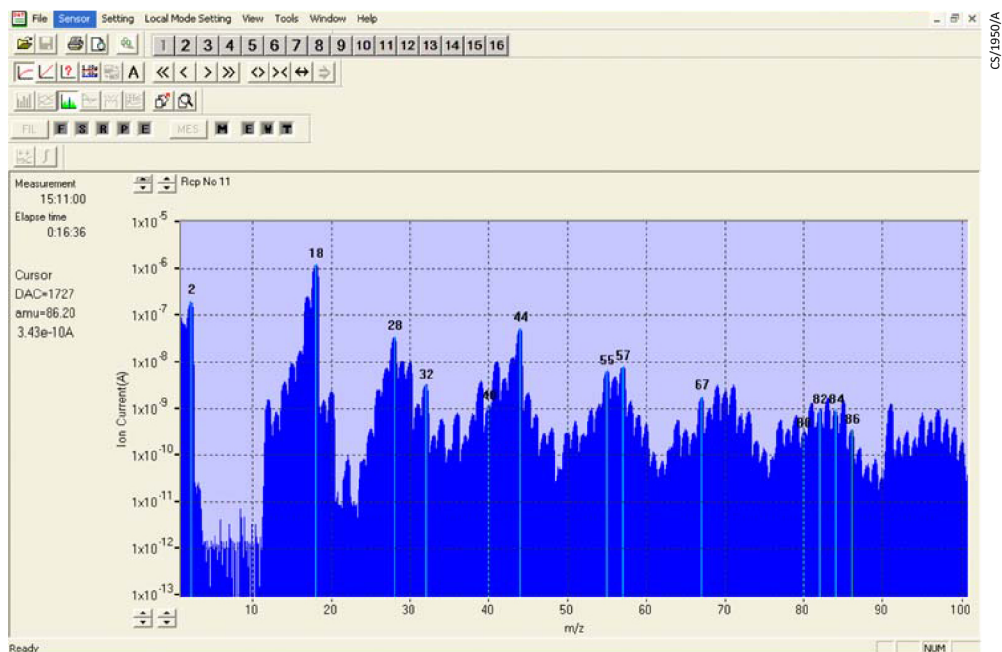 File Sensor Setting Local Mode Setting View Tools Window Help
CS/1950/A
1 2 3 4 5 6 7 8 9 10 11 12 13 14 15 16
A
FIL F S R P E MES M E W T
Measurement
15:11:00
Elapse time
0:16:36
Cursor
DAC=1727
amu=86.20
3.43e-10A
Rcp No 11
1x10⁻⁵
1x10⁻⁶
1x10⁻⁷
1x10⁻⁸
1x10⁻⁹
1x10⁻¹⁰
1x10⁻¹¹
1x10⁻¹²
1x10⁻¹³
Ion Current(A)
2
18
28
32
40
44
55 57
67
80
82 84
86
10 20 30 40 50 60 70 80 90 100
m/z
Ready NUM